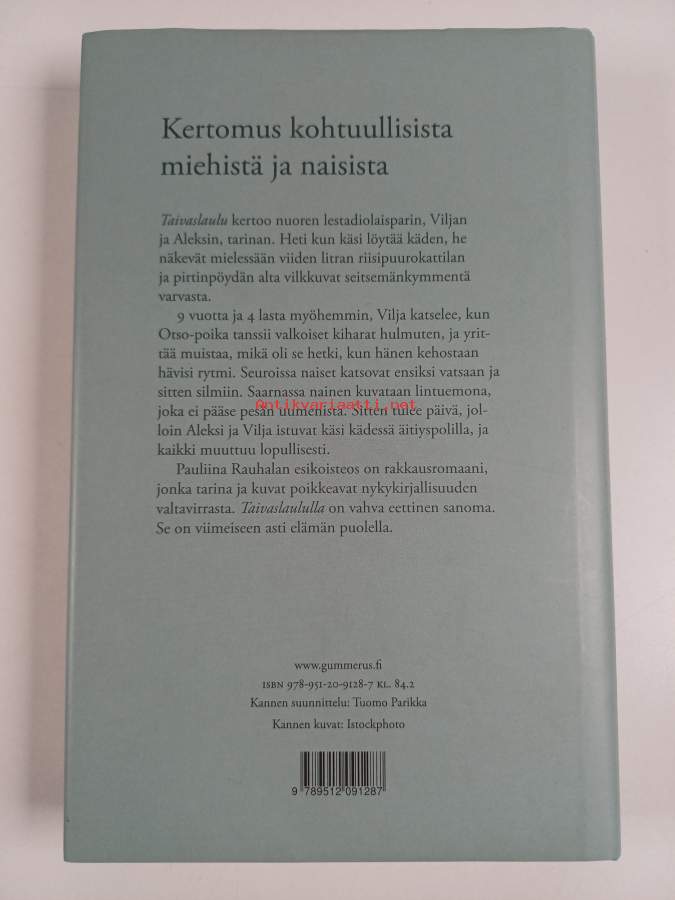 Kertomus kohtuullisista
miehistä ja naisista
Taivaslaulu kertoo nuoren lestadiolaisparin, Viljan
ja Aleksin, tarinan. Heti kun käsi löytää käden, he
näkevät mielessään viiden litran riisipuurokattilan
ja pirtinpöydän alta vilkkuvat seitsemänkymmentä
varvasta.
9 vuotta ja 4 lasta myöhemmin, Vilja katselee, kun
Otso-poika tanssii valkoiset kiharat hulmuten, ja yrit-
tää muistaa, mikä oli se hetki, kun hänen kehostaan
hävisi rytmi. Seuroissa naiset katsovat ensiksi vatsaan ja
sitten silmiin. Saarnassa nainen kuvataan lintuemona,
joka ei pääse pesän uumenista. Sitten tulee päivä, jol-
Antikvariaatti.net
loin Aleksi ja Vilja istuvat käsi kädessä äitiyspolilla, ja
kaikki muuttuu lopullisesti.
Pauliina Rauhalan esikoisteos on rakkausromaani,
jonka tarina ja kuvat poikkeavat nykykirjallisuuden
valtavirrasta. Taivaslaululla on vahva eettinen sanoma.
Se on viimeiseen asti elämän puolella.
www.gummerus.fi
ISBN 978-951-20-9128-7 KL. 84.2
Kannen suunnittelu: Tuomo Parikka
Kannen kuvat: Istockphoto
9 789512 091287